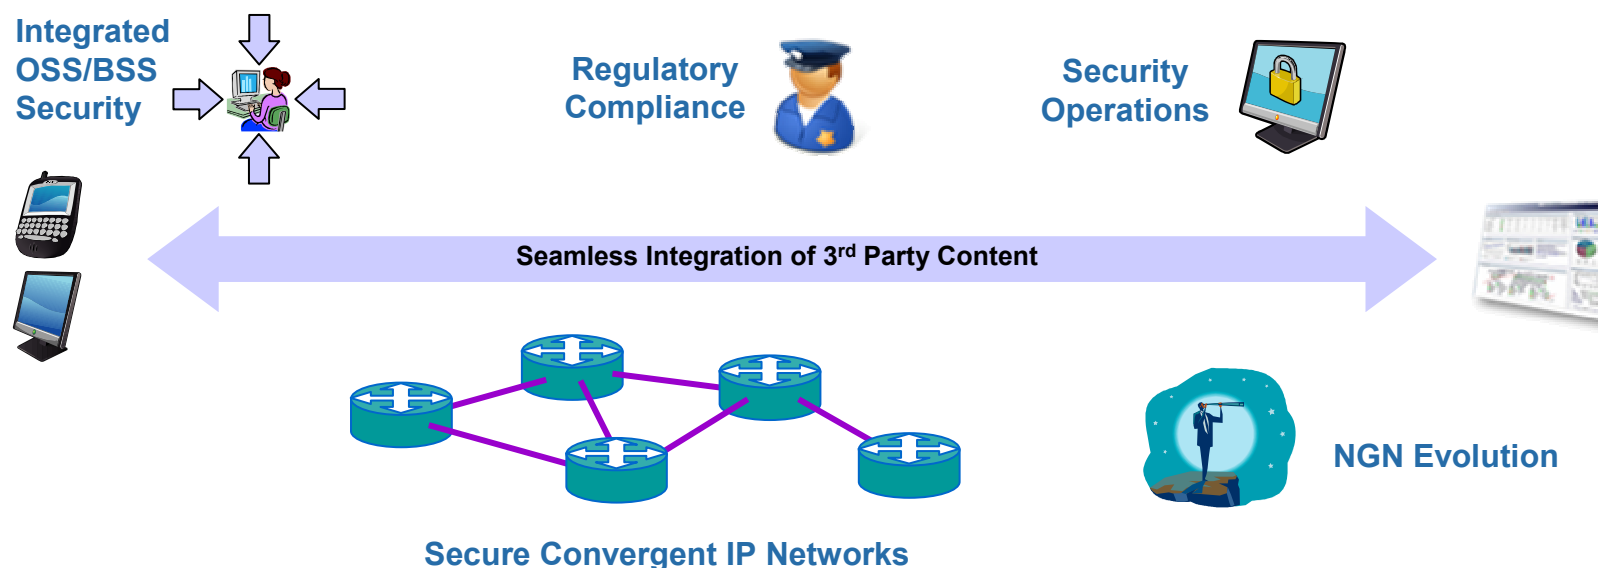 Integrated
OSS/BSS
Security
Regulatory
Compliance
Security
Operations
Seamless Integration of 3rd Party Content
NGN Evolution
Secure Convergent IP Networks